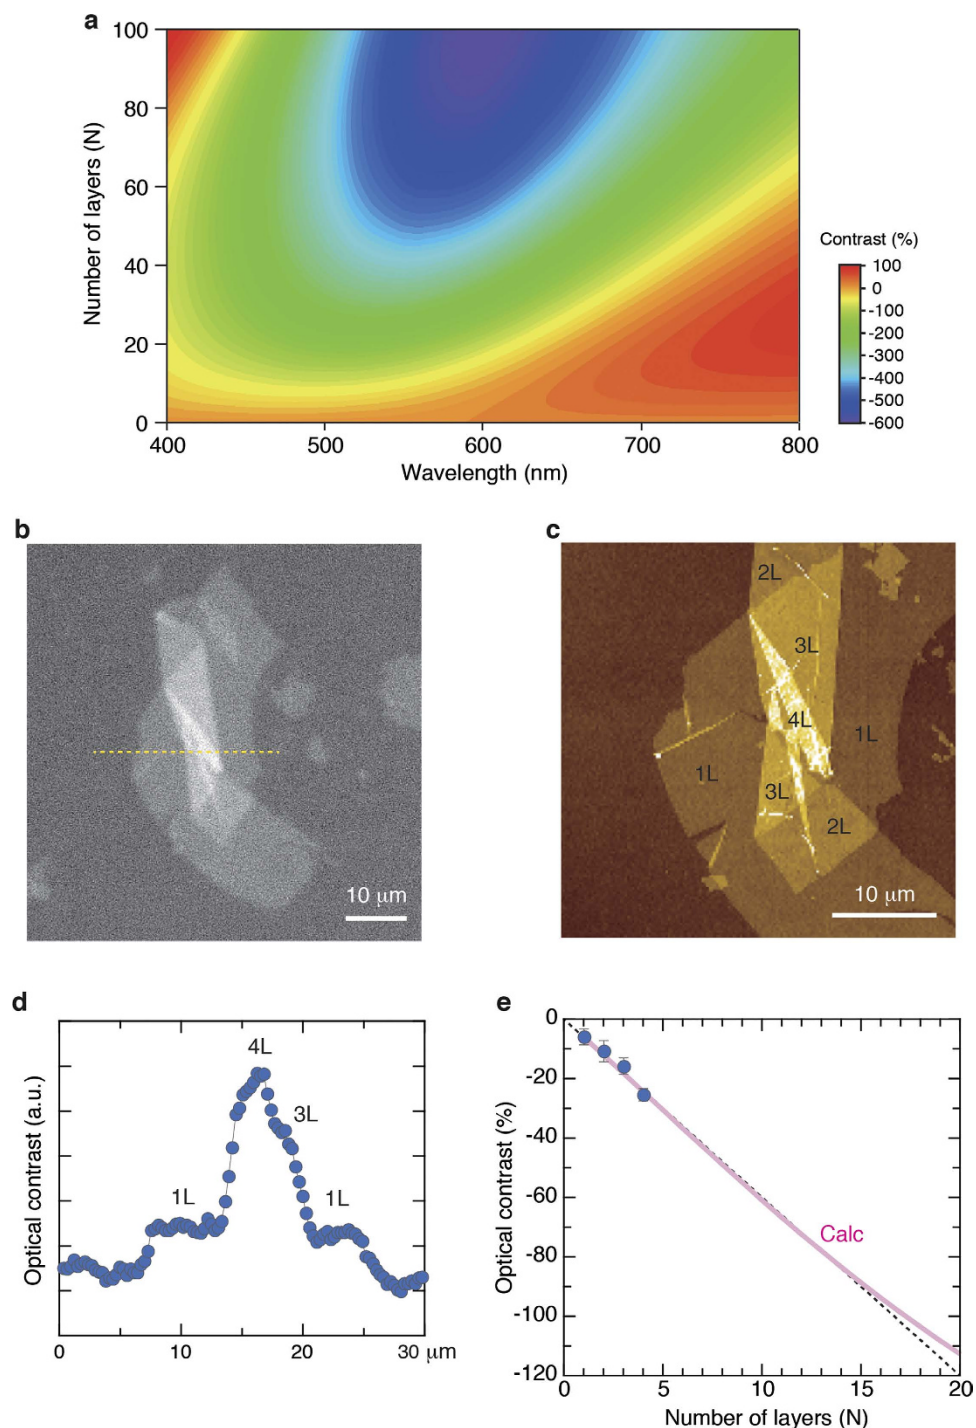 a
Number of layers (N)
100
80
60
40
20
0
400
500
600
700
800
Wavelength (nm)
Contrast (%)
100
0
-100
-200
-300
-400
-500
-600
b
10 μm
c
2L
3L
4L
1L
1L
3L
2L
10 μm
d
Optical contrast (a.u.)
4L
3L
1L
1L
0
10
20
30 μm
e
Optical contrast (%)
0
-20
-40
-60
-80
-100
-120
Calc
0
5
10
15
20
Number of layers (N)